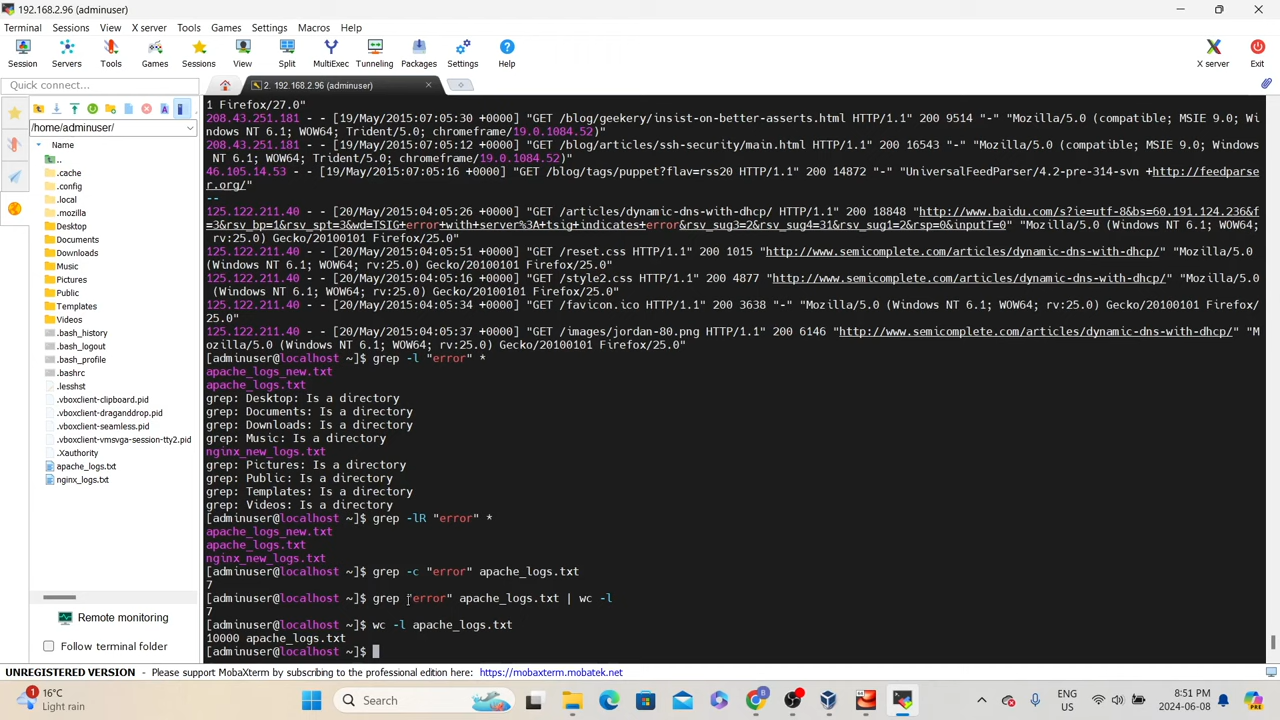 192.168.2.96 (adminuser)
Terminal Sessions View X server Tools Games Settings Macros Help
Session Servers Tools Games Sessions View Split MultiExec Tunneling Packages Settings Help X server Exit
Quick connect...
2. 192.168.2.96 (adminuser)
/home/adminuser/
Name
..
.cache
.config
.local
.mozilla
Desktop
Documents
Downloads
Music
Pictures
Public
Templates
Videos
.bash_history
.bash_logout
.bash_profile
.bashrc
.lesshst
.vboxclient-clipboard.pid
.vboxclient-draganddrop.pid
.vboxclient-seamless.pid
.vboxclient-vmsvga-session-tty2.pid
.Xauthority
apache_logs.txt
nginx_logs.txt
Remote monitoring
Follow terminal folder
1 Firefox/27.0"
208.43.251.181 - - [19/May/2015:07:05:30 +0000] "GET /blog/geekery/insist-on-better-asserts.html HTTP/1.1" 200 9514 "-" "Mozilla/5.0 (compatible; MSIE 9.0; Wi
ndows NT 6.1; WOW64; Trident/5.0; chromeframe/19.0.1084.52)"
208.43.251.181 - - [19/May/2015:07:05:12 +0000] "GET /blog/articles/ssh-security/main.html HTTP/1.1" 200 16543 "-" "Mozilla/5.0 (compatible; MSIE 9.0; Windows
 NT 6.1; WOW64; Trident/5.0; chromeframe/19.0.1084.52)"
46.105.14.53 - - [19/May/2015:07:05:16 +0000] "GET /blog/tags/puppet?flav=rss20 HTTP/1.1" 200 14872 "-" "UniversalFeedParser/4.2-pre-314-svn +http://feedparse
r.org/"
--
125.122.211.40 - - [20/May/2015:04:05:26 +0000] "GET /articles/dynamic-dns-with-dhcp/ HTTP/1.1" 200 18848 "http://www.baidu.com/s?ie=utf-8&bs=60.191.124.236&f
=3&rsv_bp=1&rsv_spt=3&wd=TSIG+error+with+server%3A+tsig+indicates+error&rsv_sug3=2&rsv_sug4=31&rsv_sug1=2&rsp=0&inputT=0" "Mozilla/5.0 (Windows NT 6.1; WOW64;
 rv:25.0) Gecko/20100101 Firefox/25.0"
125.122.211.40 - - [20/May/2015:04:05:51 +0000] "GET /reset.css HTTP/1.1" 200 1015 "http://www.semicomplete.com/articles/dynamic-dns-with-dhcp/" "Mozilla/5.0
(Windows NT 6.1; WOW64; rv:25.0) Gecko/20100101 Firefox/25.0"
125.122.211.40 - - [20/May/2015:04:05:16 +0000] "GET /style2.css HTTP/1.1" 200 4877 "http://www.semicomplete.com/articles/dynamic-dns-with-dhcp/" "Mozilla/5.0
 (Windows NT 6.1; WOW64; rv:25.0) Gecko/20100101 Firefox/25.0"
125.122.211.40 - - [20/May/2015:04:05:34 +0000] "GET /favicon.ico HTTP/1.1" 200 3638 "-" "Mozilla/5.0 (Windows NT 6.1; WOW64; rv:25.0) Gecko/20100101 Firefox/
25.0"
125.122.211.40 - - [20/May/2015:04:05:37 +0000] "GET /images/jordan-80.png HTTP/1.1" 200 6146 "http://www.semicomplete.com/articles/dynamic-dns-with-dhcp/" "M
ozilla/5.0 (Windows NT 6.1; WOW64; rv:25.0) Gecko/20100101 Firefox/25.0"
[adminuser@localhost ~]$ grep -l "error" *
apache_logs_new.txt
apache_logs.txt
grep: Desktop: Is a directory
grep: Documents: Is a directory
grep: Downloads: Is a directory
grep: Music: Is a directory
nginx_new_logs.txt
grep: Pictures: Is a directory
grep: Public: Is a directory
grep: Templates: Is a directory
grep: Videos: Is a directory
[adminuser@localhost ~]$ grep -lR "error" *
apache_logs_new.txt
apache_logs.txt
nginx_new_logs.txt
[adminuser@localhost ~]$ grep -c "error" apache_logs.txt
7
[adminuser@localhost ~]$ grep "error" apache_logs.txt | wc -l
7
[adminuser@localhost ~]$ wc -l apache_logs.txt
10000 apache_logs.txt
[adminuser@localhost ~]$
UNREGISTERED VERSION - Please support MobaXterm by subscribing to the professional edition here: https://mobaxterm.mobatek.net
1 16°C
Light rain
Search
8
ENG
US
8:51 PM
2024-06-08